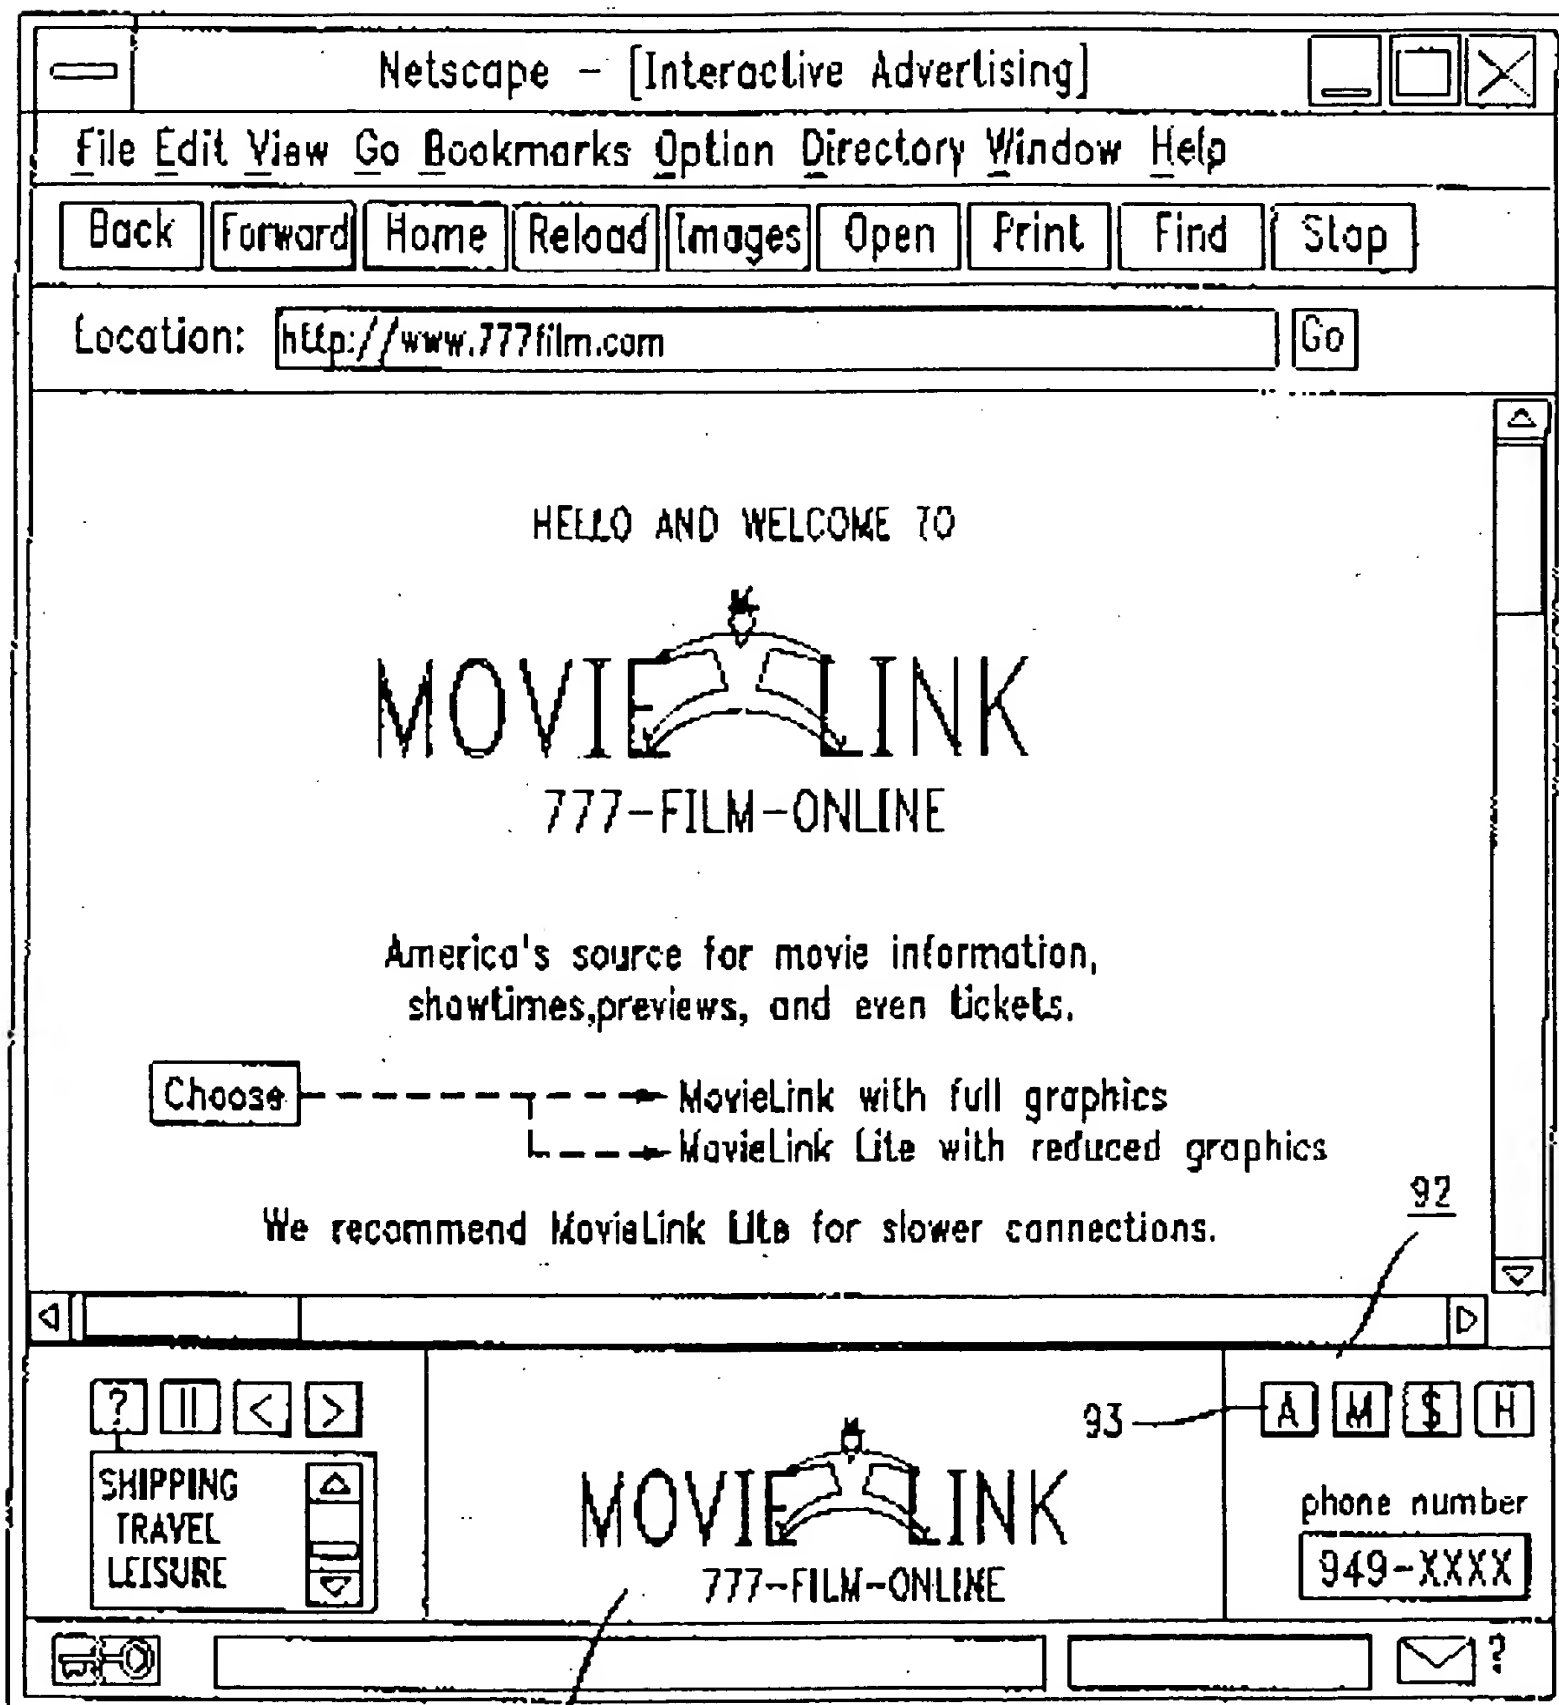 Netscape - [Interactive Advertising]
File Edit View Go Bookmarks Option Directory Window Help
Back Forward Home Reload Images Open Print Find Stop
Location: http://www.777film.com Go
HELLO AND WELCOME TO
MOVIE LINK
777-FILM-ONLINE
America's source for movie information,
showtimes,previews, and even tickets.
Choose MovieLink with full graphics
MovieLink Lite with reduced graphics
92
We recommend MovieLink Lite for slower connections.
? || < > 93 A M $ H
SHIPPING
TRAVEL
LEISURE
MOVIE LINK
777-FILM-ONLINE
phone number
949-XXXX
?